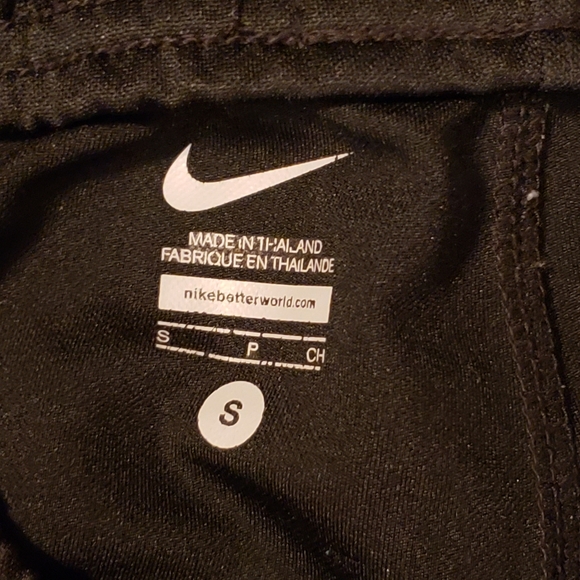 MADE IN THAILAND
FABRIQUE EN THAILANDE
nikebetterworld.com
S P CH
S